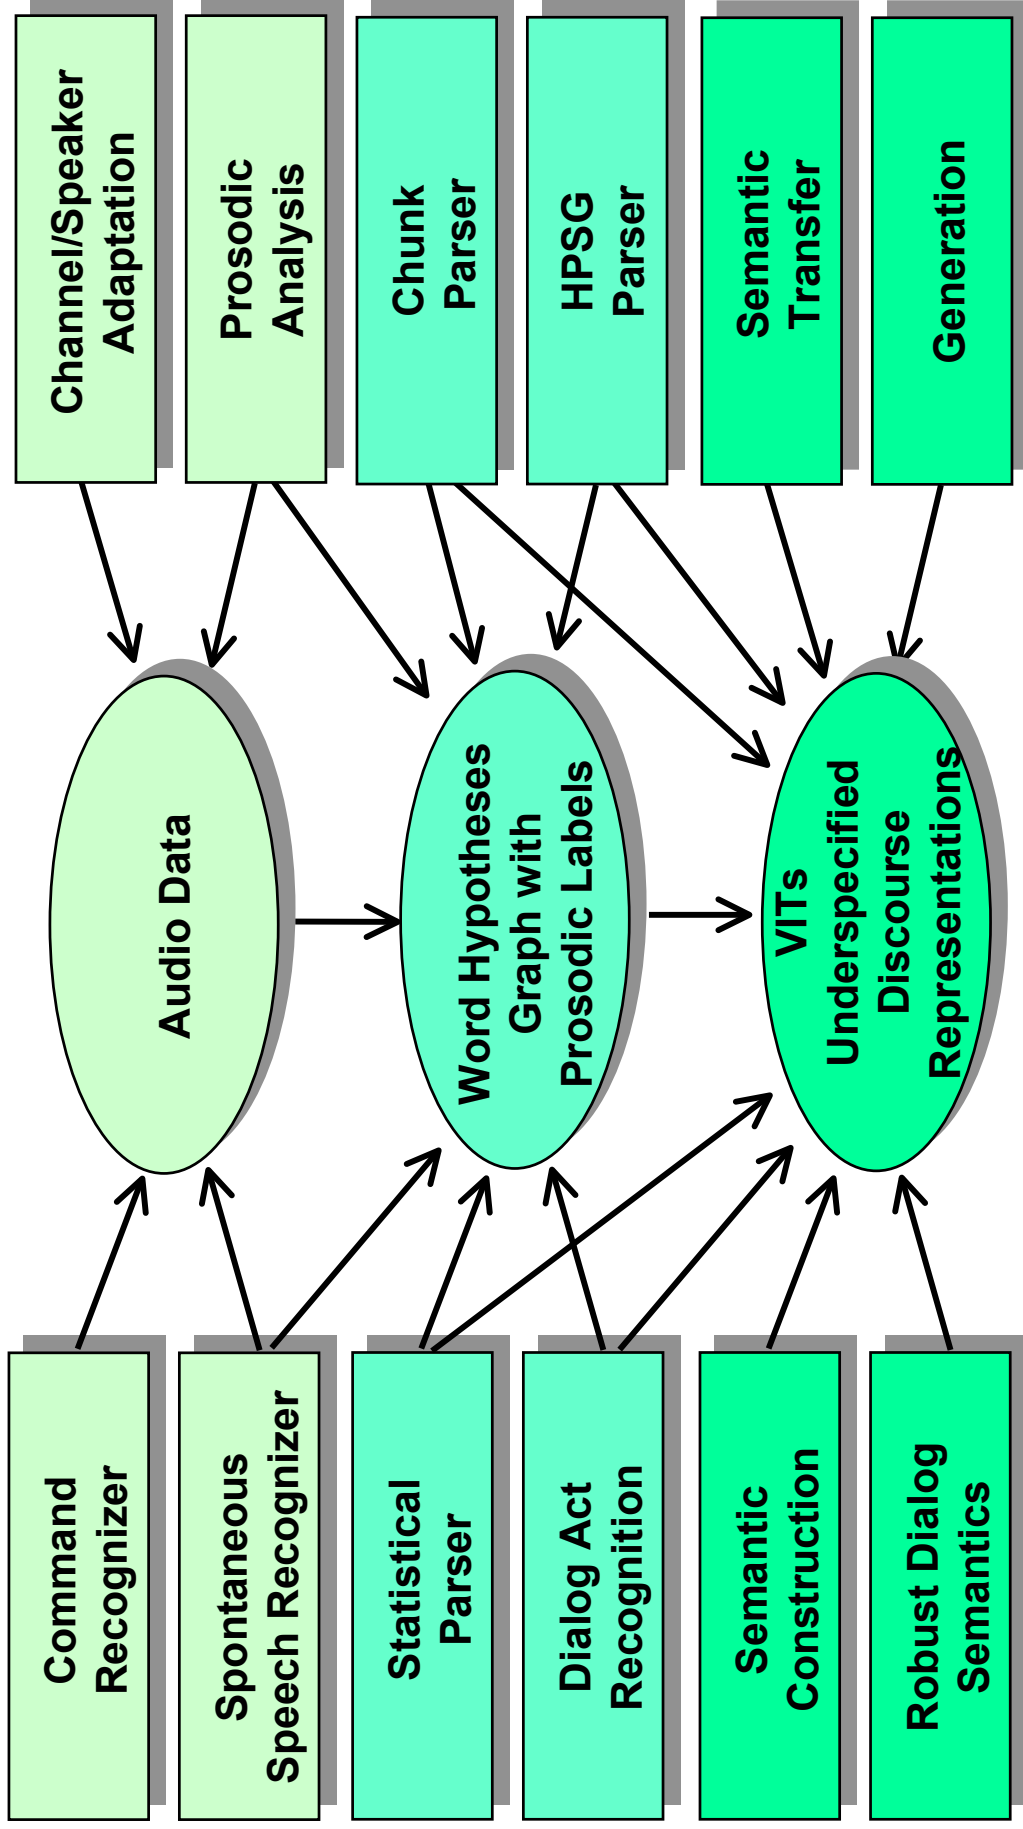 Command
Recognizer
Spontaneous
Speech Recognizer
Statistical
Parser
Dialog Act
Recognition
Semantic
Construction
Robust Dialog
Semantics
Audio Data
Word Hypotheses
Graph with
Prosodic Labels
VITs
Underspecified
Discourse
Representations
Channel/Speaker
Adaptation
Prosodic
Analysis
Chunk
Parser
HPSG
Parser
Semantic
Transfer
Generation